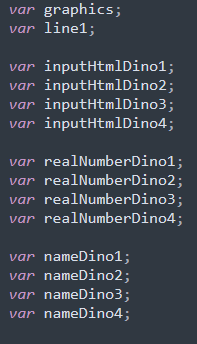 var graphics;
var line1;
var inputHtmlDino1;
var inputHtmlDino2;
var inputHtmlDino3;
var inputHtmlDino4;
var realNumberDino1;
var realNumberDino2;
var realNumberDino3;
var realNumberDino4;
var nameDino1;
var nameDino2;
var nameDino3;
var nameDino4;